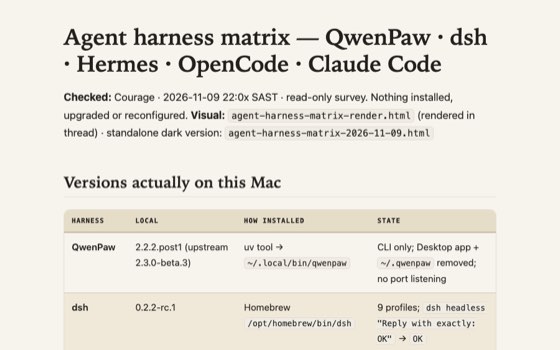 Agent harness matrix — QwenPaw · dsh
· Hermes · OpenCode · Claude Code
Checked: Courage · 2026-11-09 22:0x SAST · read-only survey. Nothing installed,
upgraded or reconfigured. Visual: agent-harness-matrix-render.html (rendered in
thread) · standalone dark version: agent-harness-matrix-2026-11-09.html
Versions actually on this Mac
HARNESS LOCAL HOW INSTALLED STATE
QwenPaw 2.2.2.post1 (upstream uv tool → CLI only; Desktop app +
2.3.0-beta.3) ~/.local/bin/qwenpaw ~/.qwenpaw removed;
no port listening
dsh 0.2.2-rc.1 Homebrew 9 profiles; dsh headless
/opt/homebrew/bin/dsh "Reply with exactly:
OK" → OK